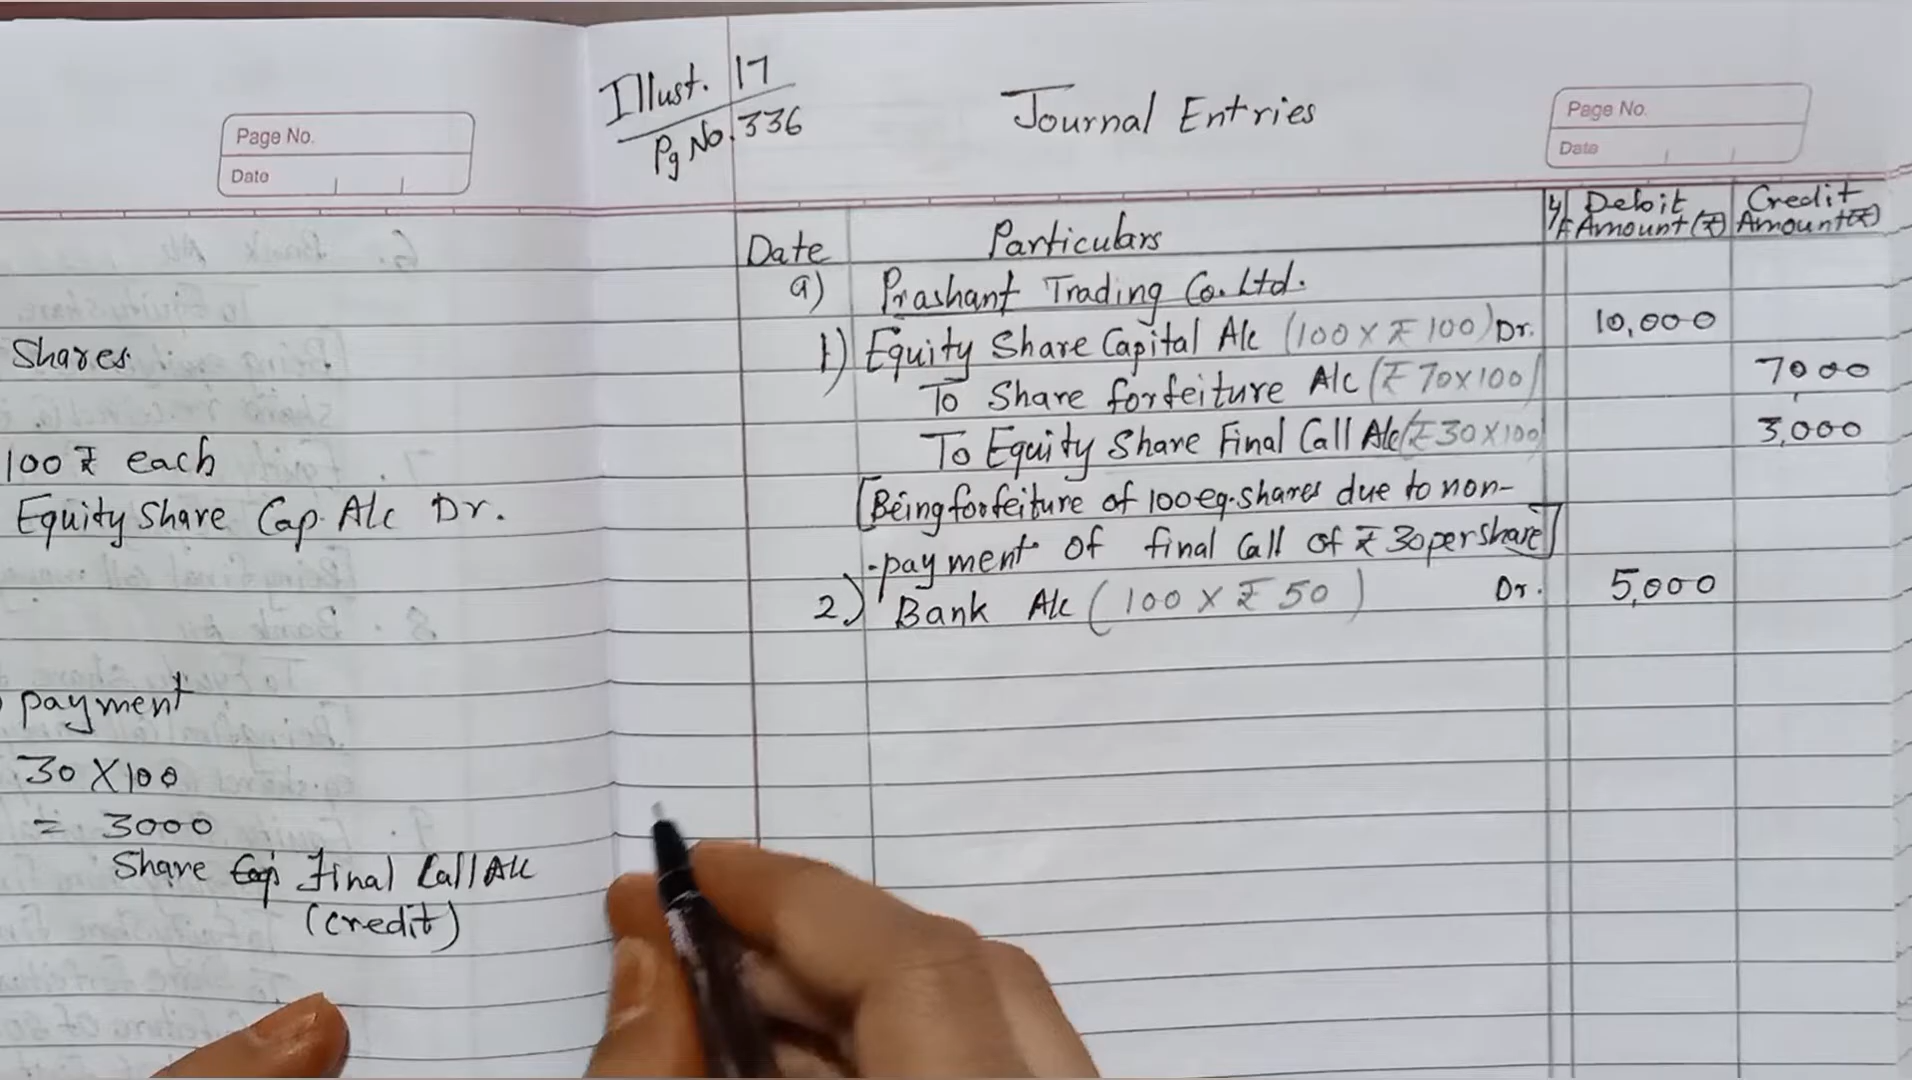 Page No.
Date
Shares.
100 ₹ each
Equity Share Cap. A/c Dr.
payment
30 X 100
= 3000
Share Final Call A/c
(credit)
Illust. 17
Pg No. 336
Journal Entries
Page No.
Date
Date Particulars Debit Amount (₹) Credit Amount (₹)
a) Prashant Trading Co. Ltd.
1) Equity Share Capital A/c (100 X ₹ 100) Dr. 10,000
To Share forfeiture A/c (₹ 70 X 100) 7000
To Equity Share Final Call A/c (₹ 30 X 100) 3,000
[Being forfeiture of 100 eq. shares due to non-
-payment of final Call of ₹ 30 per share]
2.) Bank A/c (100 X ₹ 50) Dr. 5,000